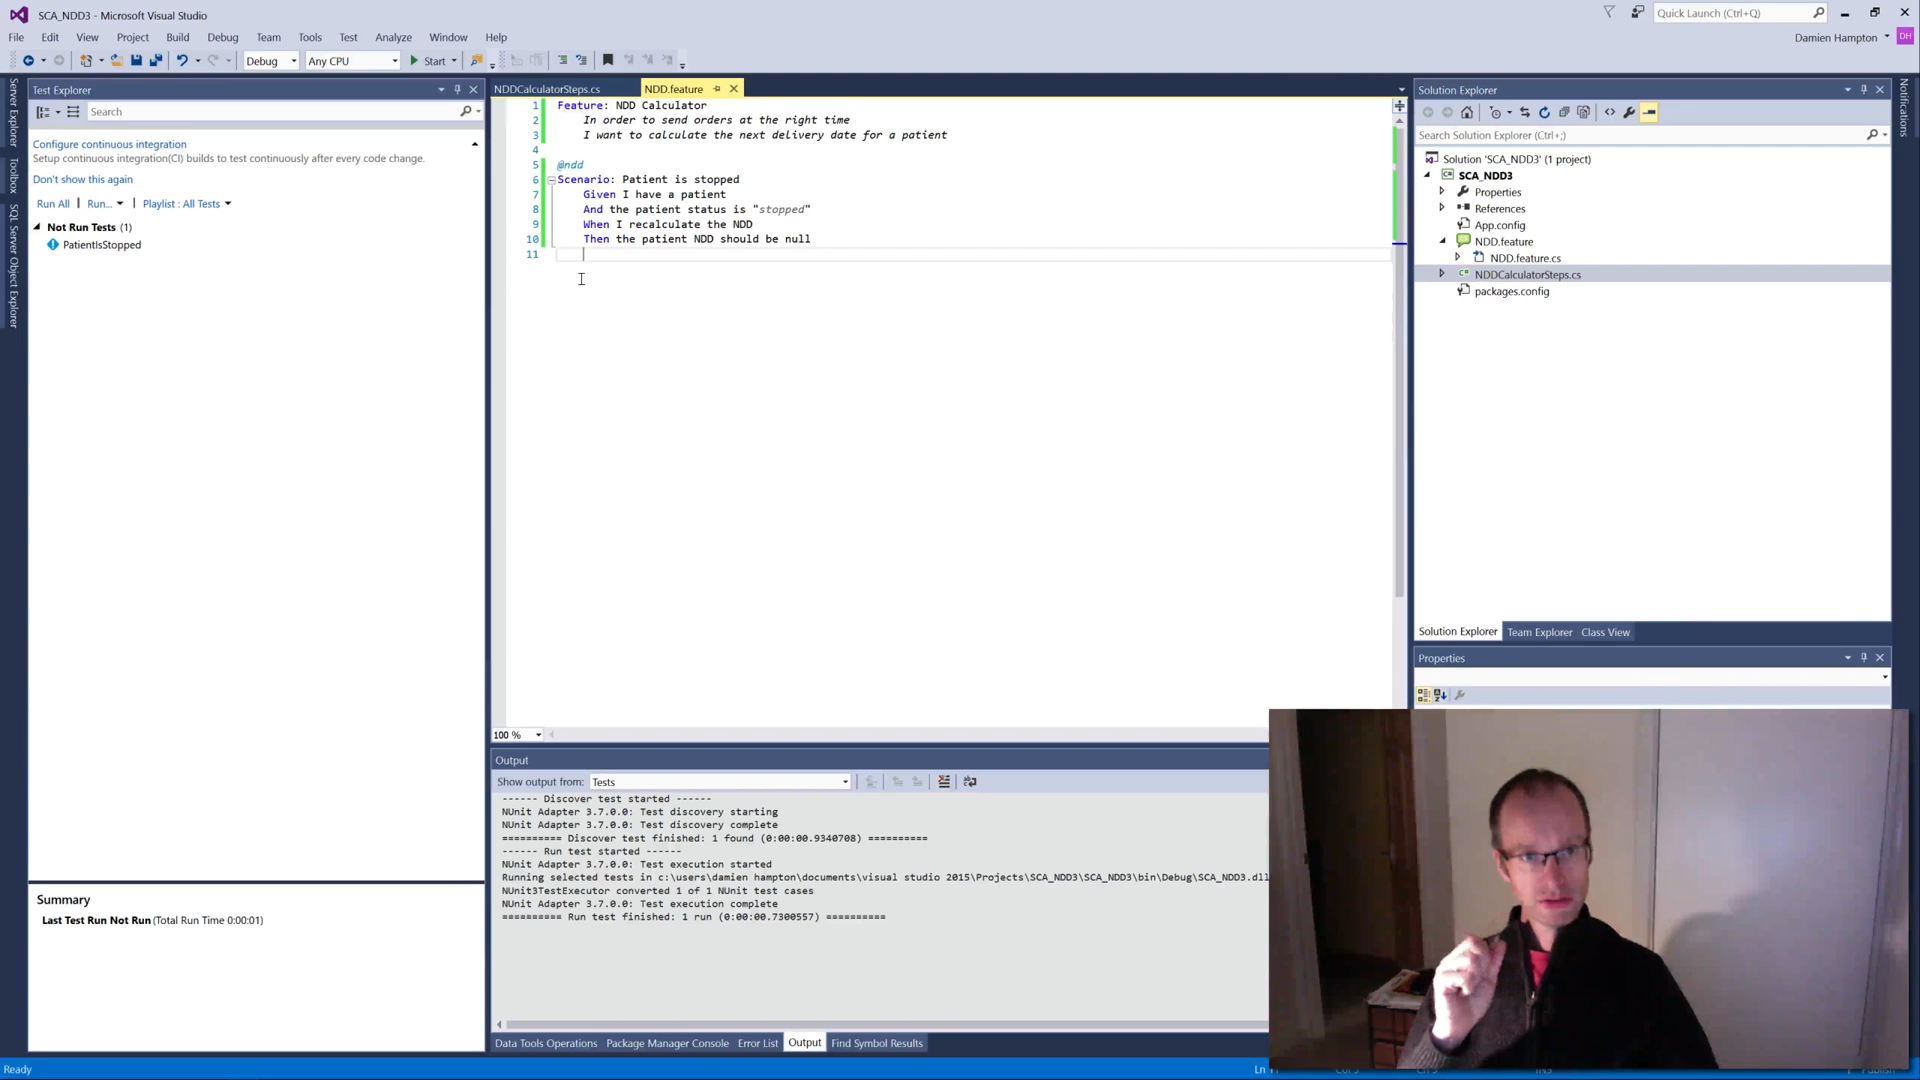 SCA_NDD3 - Microsoft Visual Studio
Quick Launch (Ctrl+Q)
File Edit View Project Build Debug Team Tools Test Analyze Window Help
Damien Hampton DH
Debug Any CPU Start
Server Explorer
Toolbox
SQL Server Object Explorer
Test Explorer
Search
Configure continuous integration
Setup continuous integration(CI) builds to test continuously after every code change.
Don't show this again
Run All | Run... | Playlist : All Tests
Not Run Tests (1)
PatientIsStopped
Summary
Last Test Run Not Run (Total Run Time 0:00:01)
NDDCalculatorSteps.cs NDD.feature
1 Feature: NDD Calculator
2 In order to send orders at the right time
3 I want to calculate the next delivery date for a patient
4
5 @ndd
6 Scenario: Patient is stopped
7 Given I have a patient
8 And the patient status is "stopped"
9 When I recalculate the NDD
10 Then the patient NDD should be null
11
100 %
Output
Show output from: Tests
------ Discover test started ------
NUnit Adapter 3.7.0.0: Test discovery starting
NUnit Adapter 3.7.0.0: Test discovery complete
========== Discover test finished: 1 found (0:00:00.9340708) ==========
------ Run test started ------
NUnit Adapter 3.7.0.0: Test execution started
Running selected tests in c:\users\damien hampton\documents\visual studio 2015\Projects\SCA_NDD3\SCA_NDD3\bin\Debug\SCA_NDD3.dll
NUnit3TestExecutor converted 1 of 1 NUnit test cases
NUnit Adapter 3.7.0.0: Test execution complete
========== Run test finished: 1 run (0:00:00.7300557) ==========
Data Tools Operations Package Manager Console Error List Output Find Symbol Results
Solution Explorer
Search Solution Explorer (Ctrl+;)
Solution 'SCA_NDD3' (1 project)
SCA_NDD3
Properties
References
App.config
NDD.feature
NDD.feature.cs
NDDCalculatorSteps.cs
packages.config
Solution Explorer Team Explorer Class View
Properties
Notifications
Ready